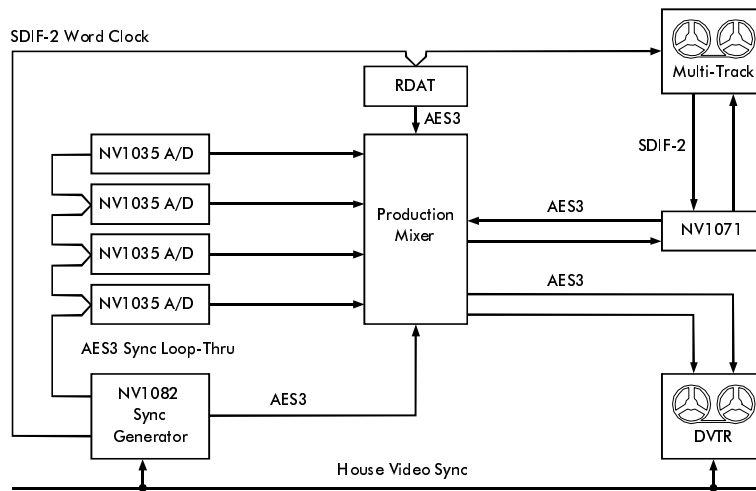 SDIF-2 Word Clock
Multi-Track
RDAT
AES3
SDIF-2
NV1035 A/D
NV1035 A/D
NV1035 A/D
NV1035 A/D
Production
Mixer
AES3
NV1071
AES3
AES3 Sync Loop-Thru
NV1082
Sync
Generator
AES3
DVTR
House Video Sync